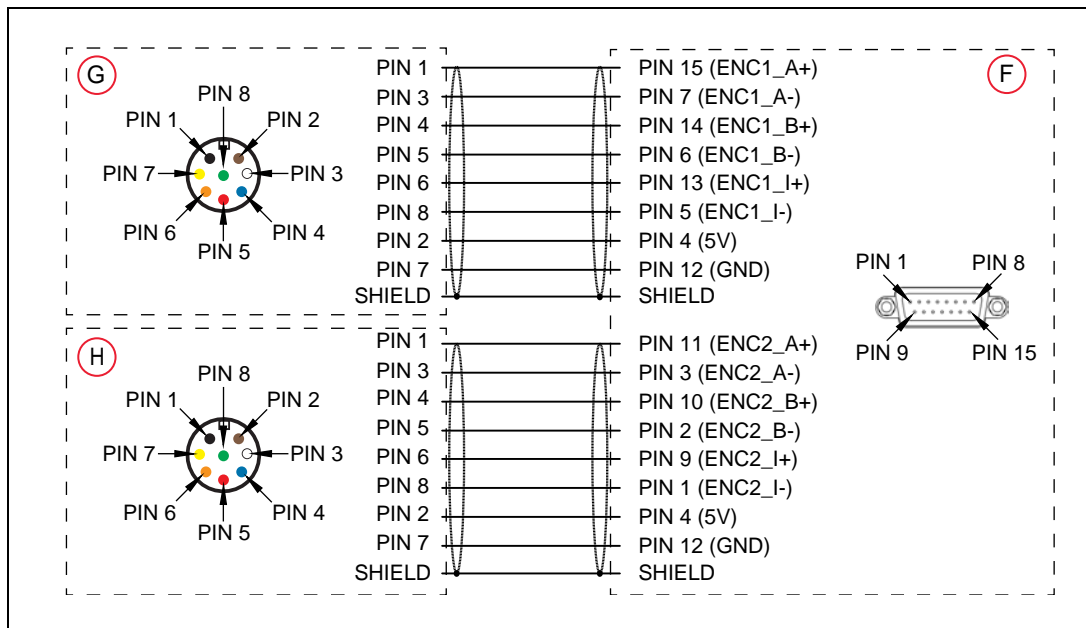 G
PIN 8
PIN 1
PIN 2
PIN 7
PIN 3
PIN 6
PIN 4
PIN 5
PIN 1
PIN 3
PIN 4
PIN 5
PIN 6
PIN 8
PIN 2
PIN 7
SHIELD
F
PIN 15 (ENC1_A+)
PIN 7 (ENC1_A-)
PIN 14 (ENC1_B+)
PIN 6 (ENC1_B-)
PIN 13 (ENC1_I+)
PIN 5 (ENC1_I-)
PIN 4 (5V)
PIN 12 (GND)
SHIELD
PIN 1
PIN 8
PIN 9
PIN 15
H
PIN 8
PIN 1
PIN 2
PIN 7
PIN 3
PIN 6
PIN 4
PIN 5
PIN 1
PIN 3
PIN 4
PIN 5
PIN 6
PIN 8
PIN 2
PIN 7
SHIELD
PIN 11 (ENC2_A+)
PIN 3 (ENC2_A-)
PIN 10 (ENC2_B+)
PIN 2 (ENC2_B-)
PIN 9 (ENC2_I+)
PIN 1 (ENC2_I-)
PIN 4 (5V)
PIN 12 (GND)
SHIELD